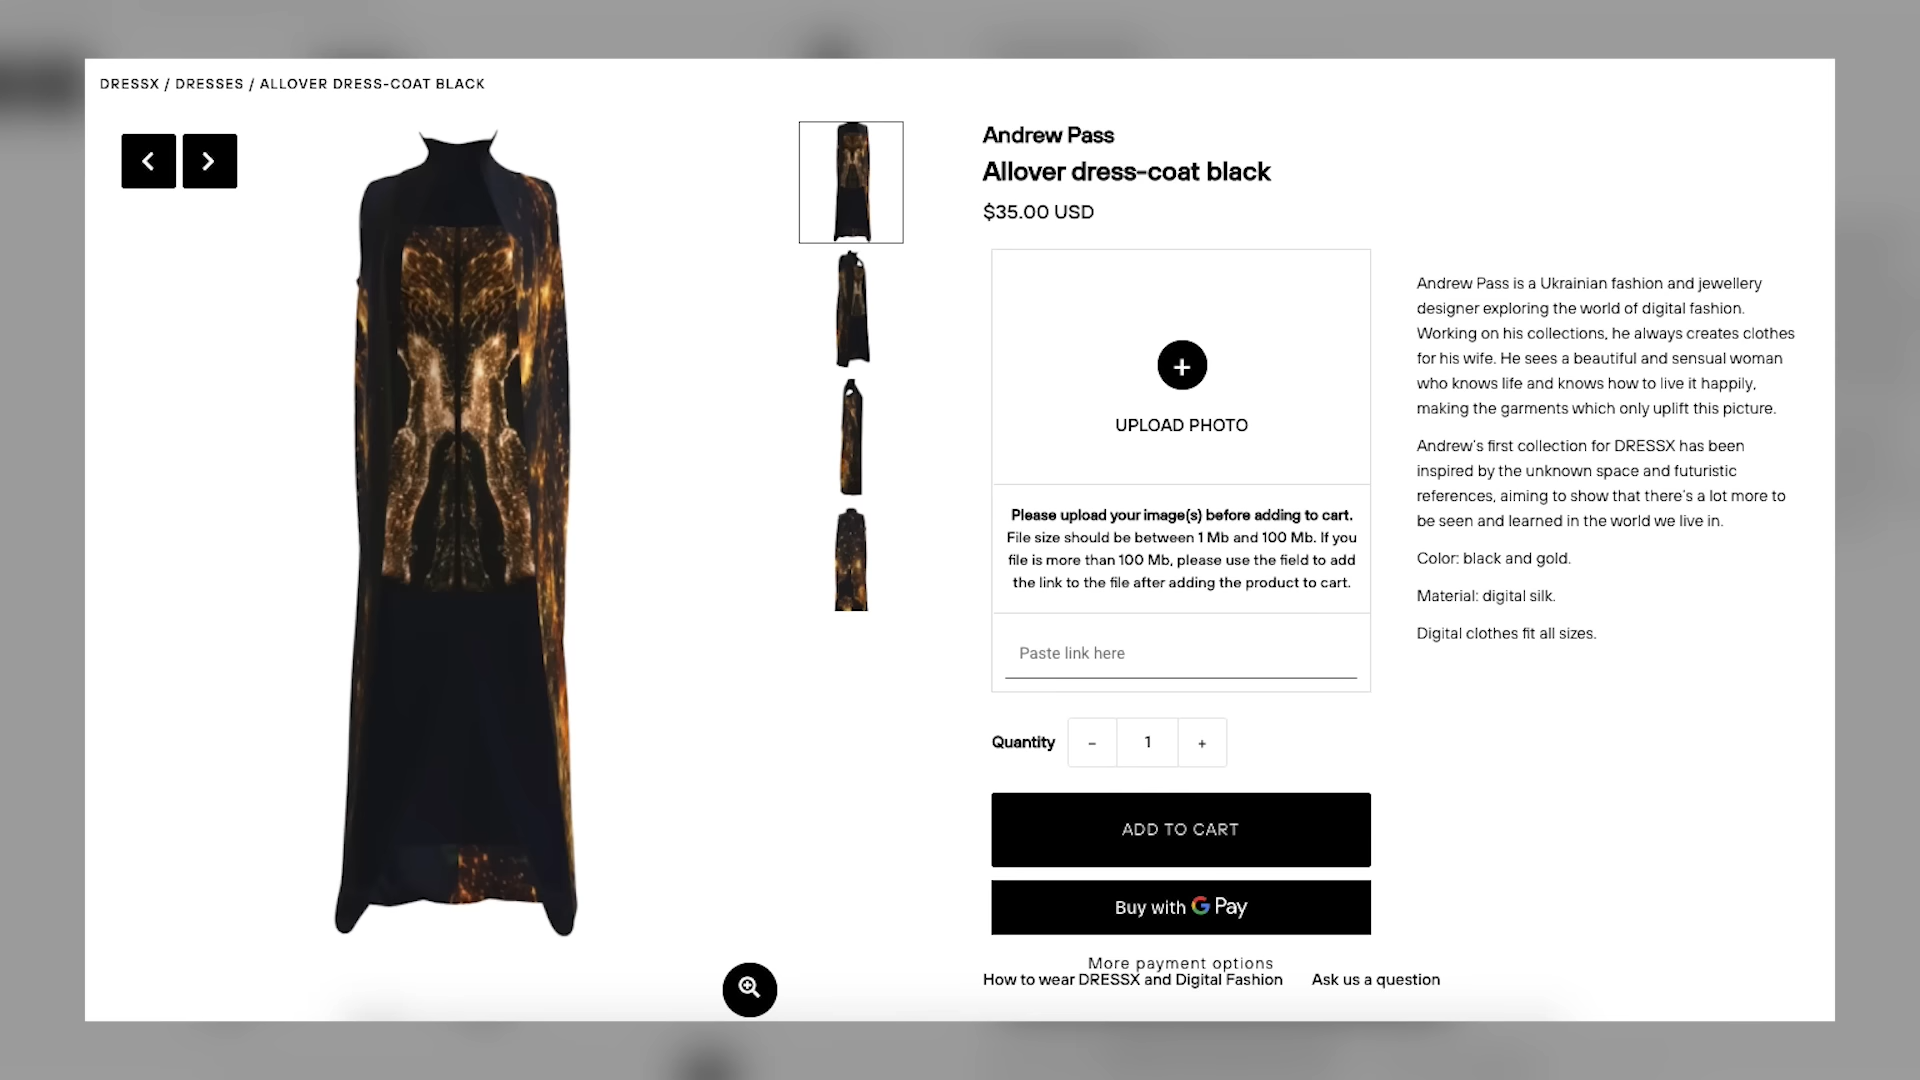 DRESSX / DRESSES / ALLOVER DRESS-COAT BLACK
Andrew Pass
Allover dress-coat black
$35.00 USD
UPLOAD PHOTO
Please upload your image(s) before adding to cart.
File size should be between 1 Mb and 100 Mb. If you
file is more than 100 Mb, please use the field to add
the link to the file after adding the product to cart.
Paste link here
Quantity - 1 +
ADD TO CART
Buy with G Pay
More payment options
How to wear DRESSX and Digital Fashion
Ask us a question
Andrew Pass is a Ukrainian fashion and jewellery
designer exploring the world of digital fashion.
Working on his collections, he always creates clothes
for his wife. He sees a beautiful and sensual woman
who knows life and knows how to live it happily,
making the garments which only uplift this picture.
Andrew's first collection for DRESSX has been
inspired by the unknown space and futuristic
references, aiming to show that there's a lot more to
be seen and learned in the world we live in.
Color: black and gold.
Material: digital silk.
Digital clothes fit all sizes.